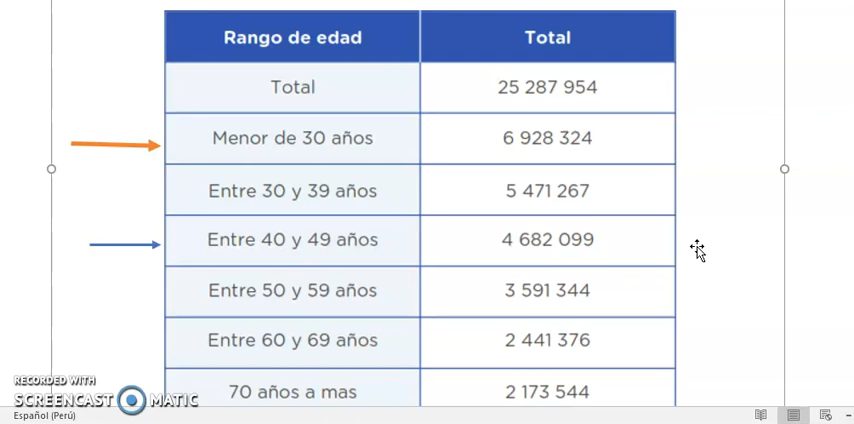 Rango de edad Total
Total 25 287 954
Menor de 30 años 6 928 324
Entre 30 y 39 años 5 471 267
Entre 40 y 49 años 4 682 099
Entre 50 y 59 años 3 591 344
Entre 60 y 69 años 2 441 376
70 años a mas 2 173 544
RECORDED WITH
SCREENCAST MATIC
Español (Perú)